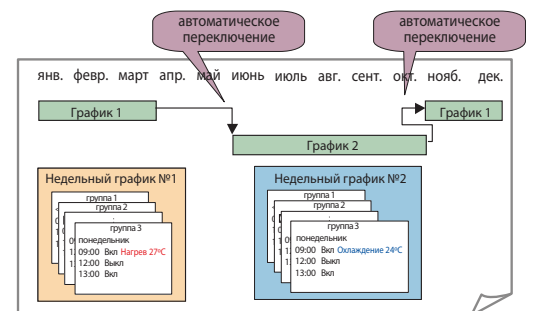 автоматическое
переключение
автоматическое
переключение
янв. февр. март апр. май июнь июль авг. сент. окт. нояб. дек.
График 1
График 1
График 2
Недельный график №1
группа 1
группа 2
группа 3
понедельник
09:00 Вкл Нагрев 27ºС
12:00 Выкл
13:00 Вкл
Недельный график №2
группа 1
группа 2
группа 3
понедельник
09:00 Вкл Охлаждение 24ºС
12:00 Выкл
13:00 Вкл